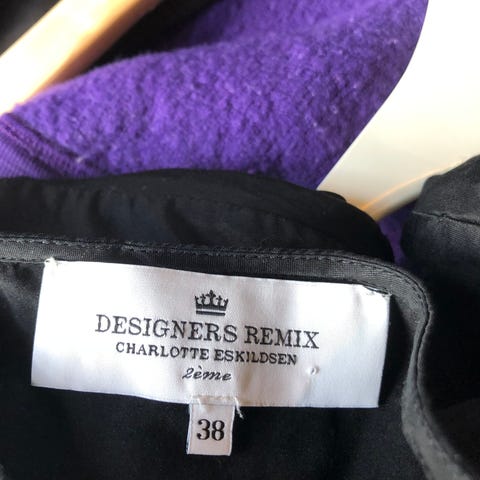 DESIGNERS REMIX
CHARLOTTE ESKILDSEN
2ème
38